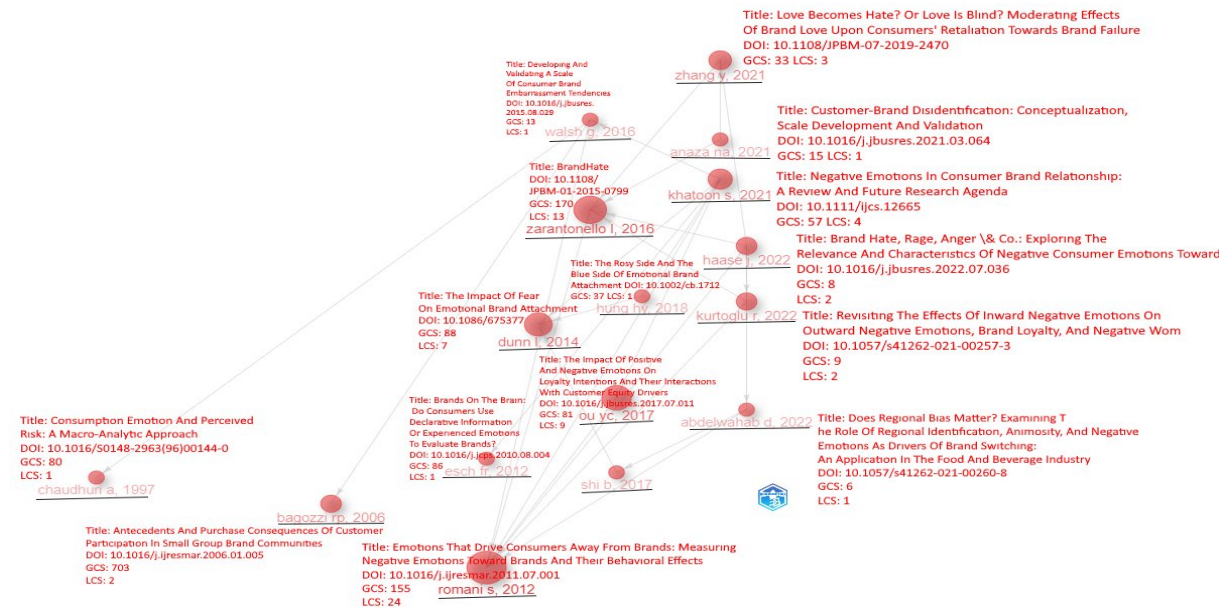 Title: Love Becomes Hate? Or Love Is Blind? Moderating Effects
Of Brand Love Upon Consumers' Retaliation Towards Brand Failure
DOI: 10.1108/JPBM-07-2019-2470
GCS: 33 LCS: 3
zhang y, 2021
Title: Developing And
Validating A Scale
Of Consumer Brand
Embarrassment Tendencies
DOI: 10.1016/j.jbusres.
2015.08.029
GCS: 13
LCS: 1
walsh g, 2016
Title: Customer-Brand Disidentification: Conceptualization,
Scale Development And Validation
DOI: 10.1016/j.jbusres.2021.03.064
GCS: 15 LCS: 1
anaza na, 2021
Title: BrandHate
DOI: 10.1108/
JPBM-01-2015-0799
GCS: 170
LCS: 13
zarantonello l, 2016
Title: Negative Emotions In Consumer Brand Relationship:
A Review And Future Research Agenda
DOI: 10.1111/ijcs.12665
GCS: 57 LCS: 4
khatoon s, 2021
Title: Brand Hate, Rage, Anger \& Co.: Exploring The
Relevance And Characteristics Of Negative Consumer Emotions Toward
DOI: 10.1016/j.jbusres.2022.07.036
GCS: 8
LCS: 2
haase j, 2022
Title: The Rosy Side And The
Blue Side Of Emotional Brand
Attachment DOI: 10.1002/cb.1712
GCS: 37 LCS: 1
hung hy, 2018
Title: The Impact Of Fear
On Emotional Brand Attachment
DOI: 10.1086/675377
GCS: 88
LCS: 7
dunn l, 2014
kurtoglu r, 2022
Title: Revisiting The Effects Of Inward Negative Emotions On
Outward Negative Emotions, Brand Loyalty, And Negative Wom
DOI: 10.1057/s41262-021-00257-3
GCS: 9
LCS: 2
Title: The Impact Of Positive
And Negative Emotions On
Loyalty Intentions And Their Interactions
With Customer Equity Drivers
DOI: 10.1016/j.jbusres.2017.07.011
GCS: 81
LCS: 9
ou yc, 2017
Title: Brands On The Brain:
Do Consumers Use
Declarative Information
Or Experienced Emotions
To Evaluate Brands?
DOI: 10.1016/j.jcps.2010.08.004
GCS: 86
LCS: 1
esch fr, 2012
abdelwahab d, 2022
Title: Does Regional Bias Matter? Examining T
he Role Of Regional Identification, Animosity, And Negative
Emotions As Drivers Of Brand Switching:
An Application In The Food And Beverage Industry
DOI: 10.1057/s41262-021-00260-8
GCS: 6
LCS: 1
Title: Consumption Emotion And Perceived
Risk: A Macro-Analytic Approach
DOI: 10.1016/S0148-2963(96)00144-0
GCS: 80
LCS: 1
chaudhuri a, 1997
shi b, 2017
bagozzi rp, 2006
Title: Antecedents And Purchase Consequences Of Customer
Participation In Small Group Brand Communities
DOI: 10.1016/j.ijresmar.2006.01.005
GCS: 703
LCS: 2
Title: Emotions That Drive Consumers Away From Brands: Measuring
Negative Emotions Toward Brands And Their Behavioral Effects
DOI: 10.1016/j.ijresmar.2011.07.001
GCS: 155
LCS: 24
romani s, 2012